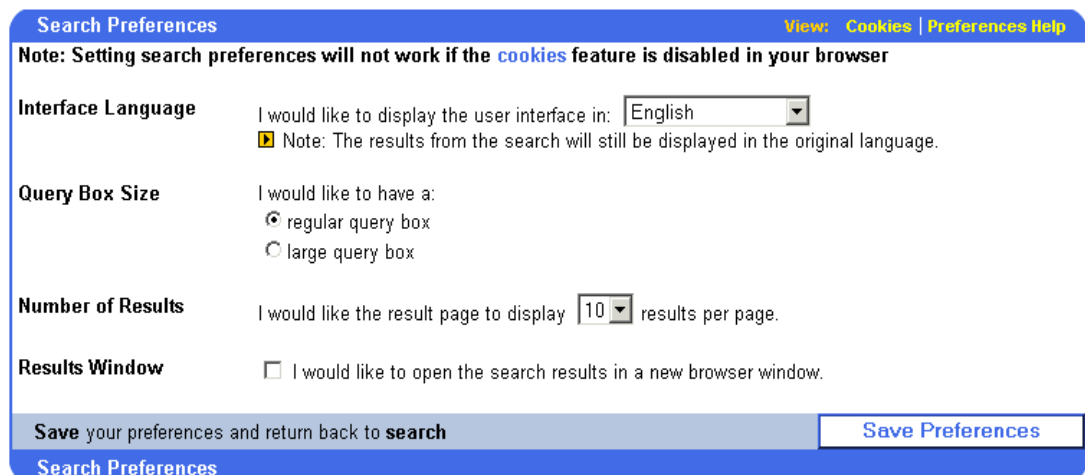 Search Preferences View: Cookies | Preferences Help
Note: Setting search preferences will not work if the cookies feature is disabled in your browser
Interface Language I would like to display the user interface in: English
Note: The results from the search will still be displayed in the original language.
Query Box Size I would like to have a:
regular query box
large query box
Number of Results I would like the result page to display 10 results per page.
Results Window I would like to open the search results in a new browser window.
Save your preferences and return back to search Save Preferences
Search Preferences